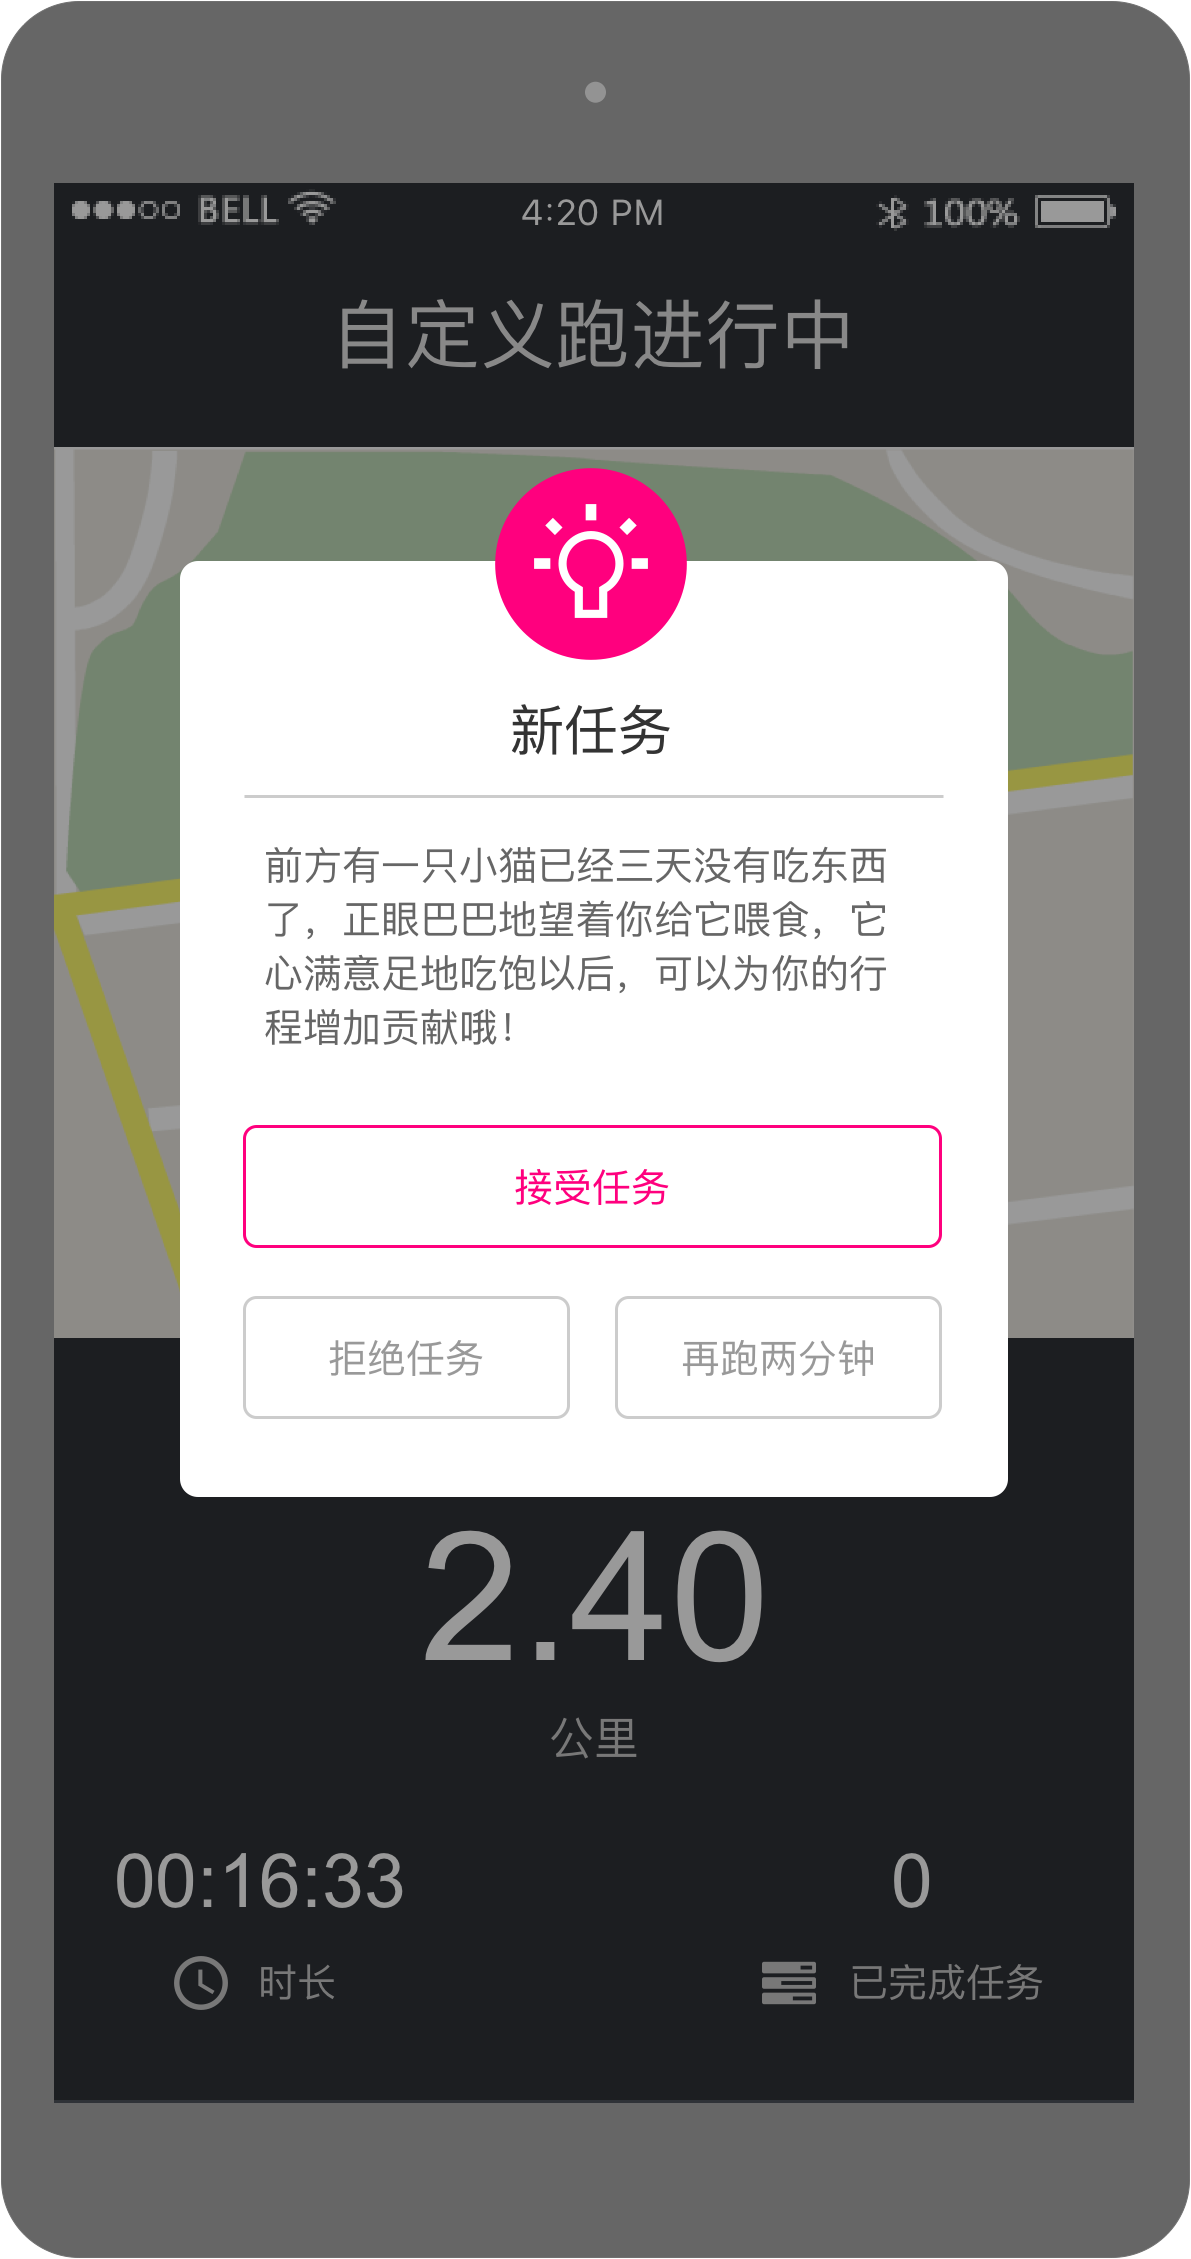 BELL 4:20 PM 100%
自定义跑进行中
新任务
前方有一只小猫已经三天没有吃东西
了，正眼巴巴地望着你给它喂食，它
心满意足地吃饱以后，可以为你的行
程增加贡献哦！
接受任务
拒绝任务 再跑两分钟
2.40
公里
00:16:33 0
时长 已完成任务